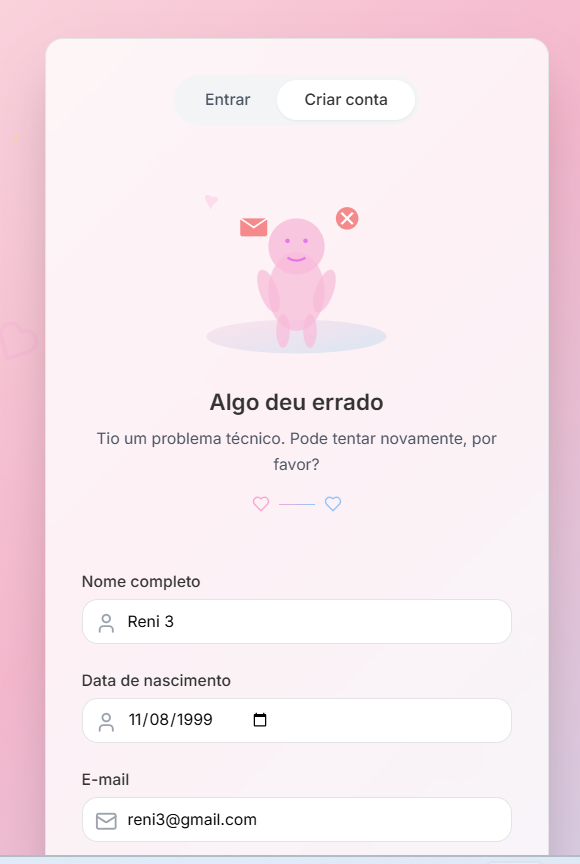 Entrar
Criar conta
Algo deu errado
Tio um problema técnico. Pode tentar novamente, por
favor?
Nome completo
Reni 3
Data de nascimento
11/08/1999
E-mail
reni3@gmail.com